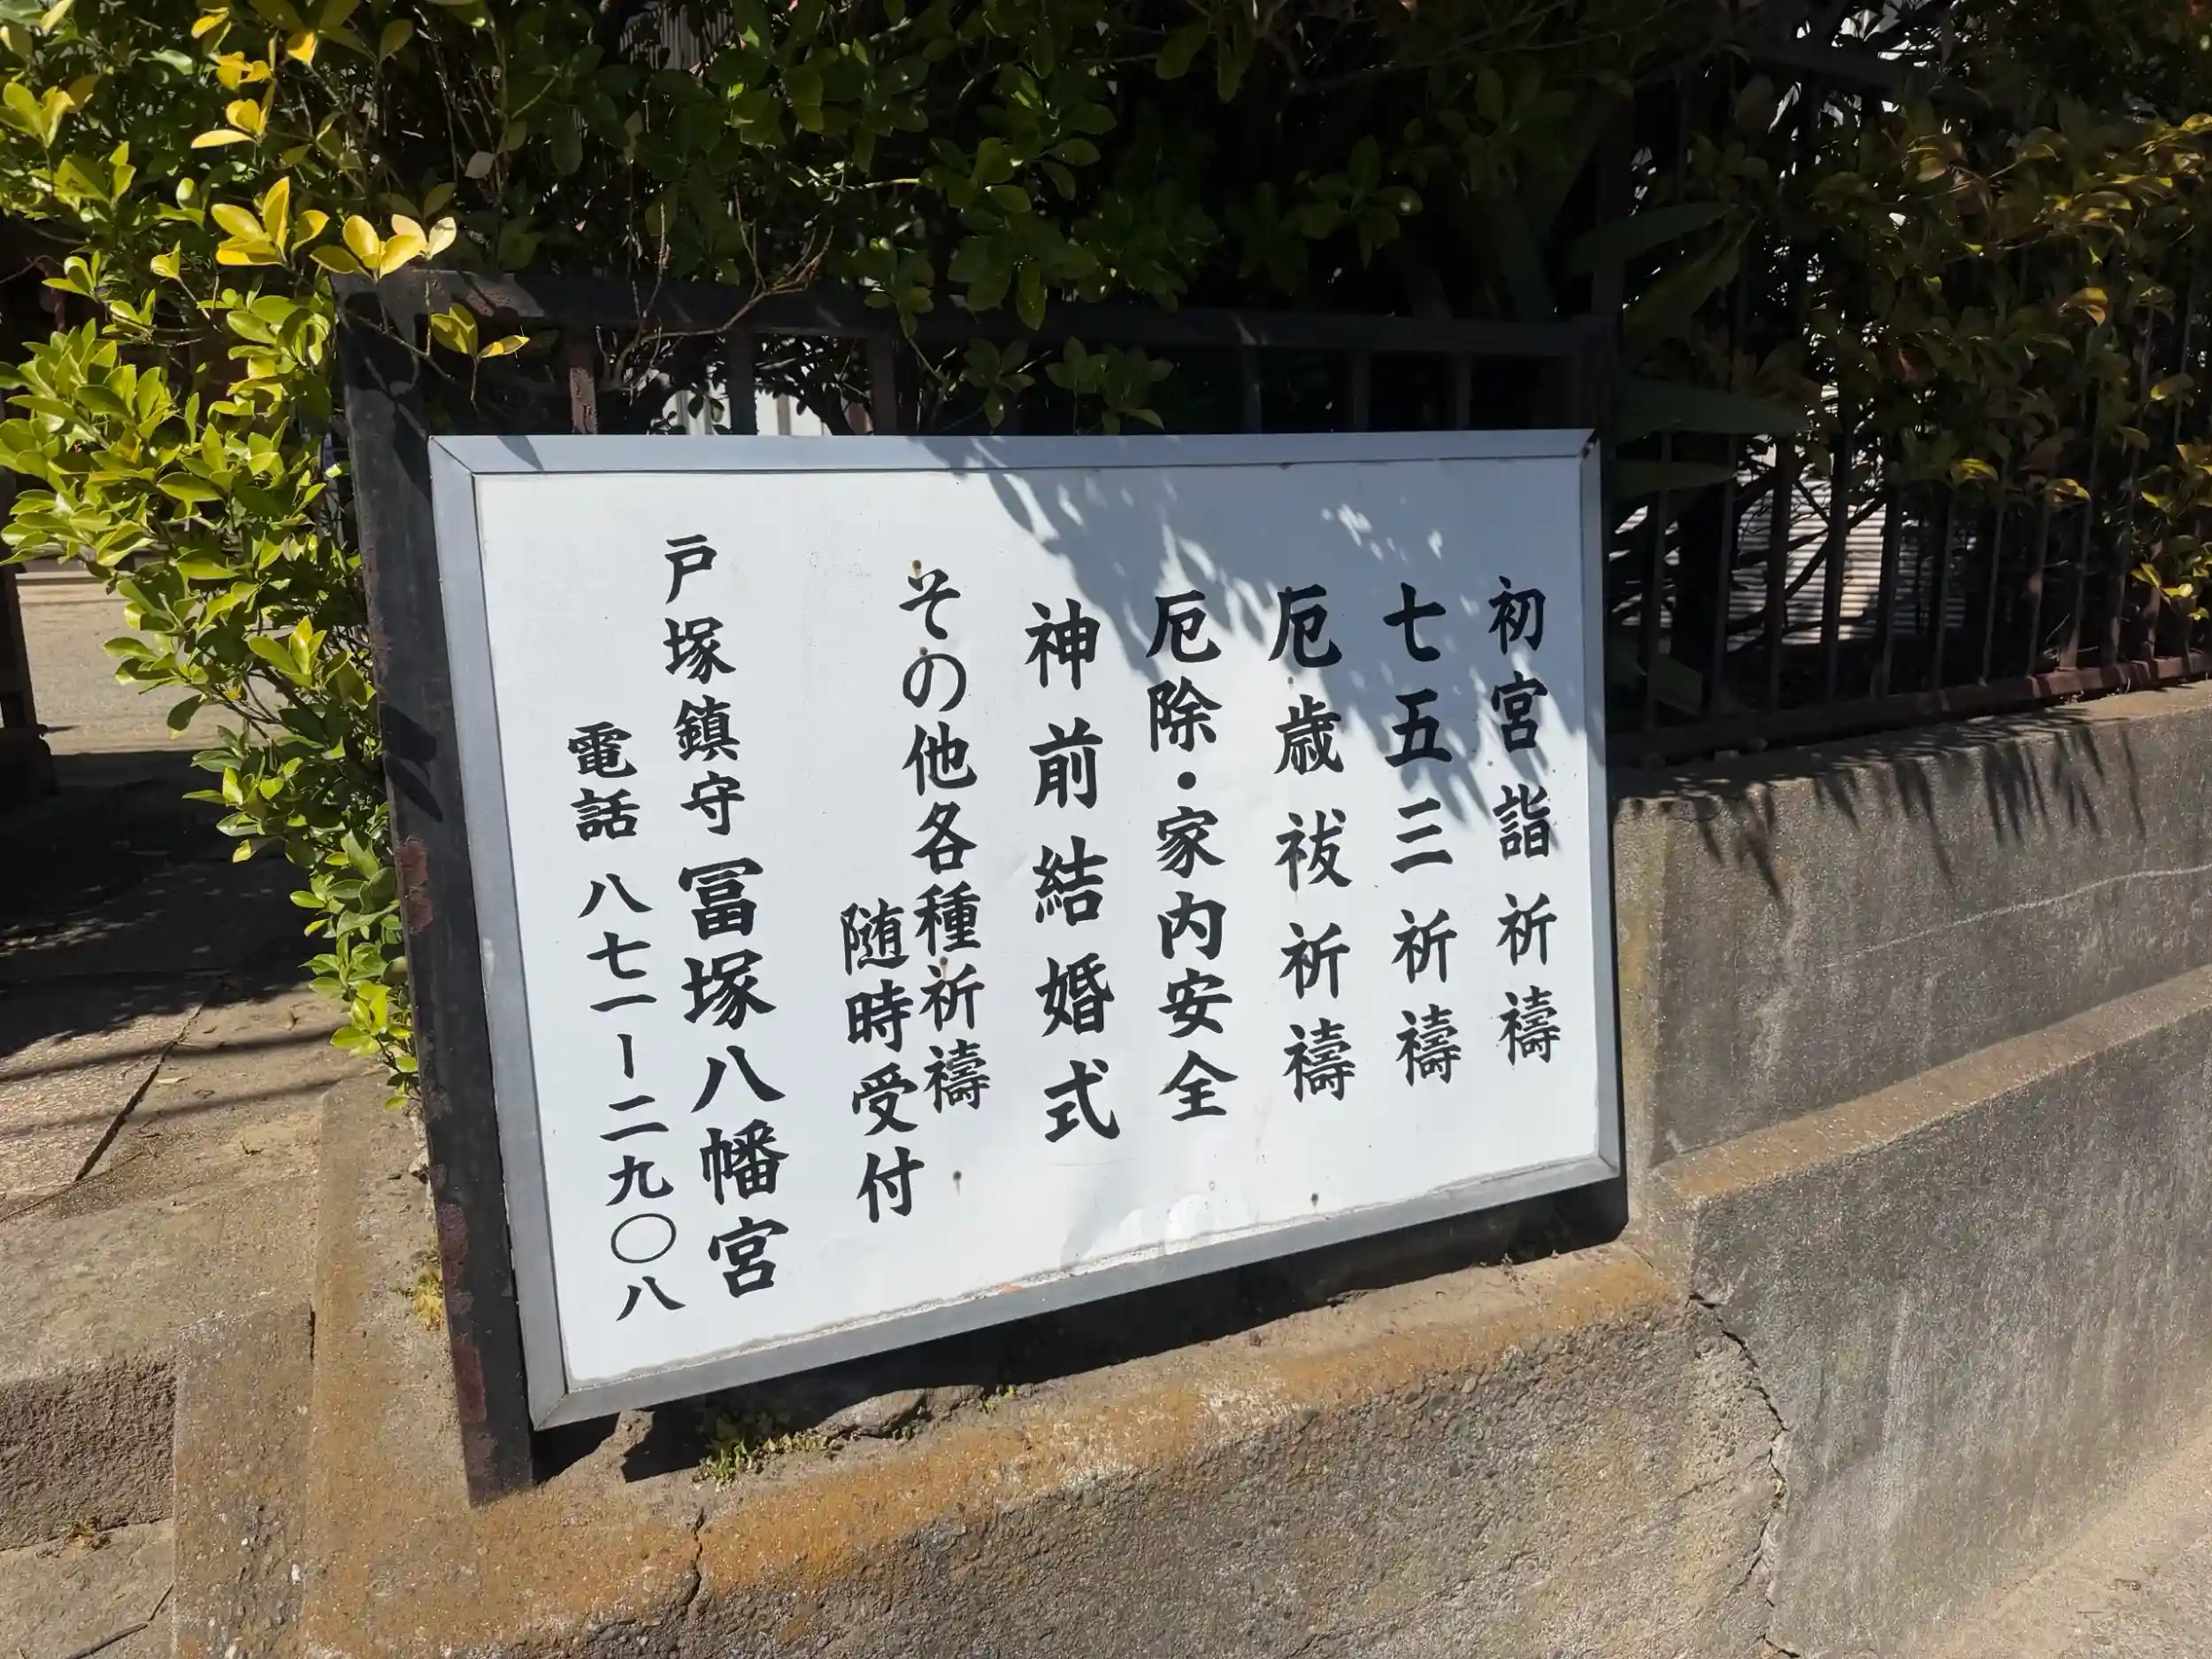 初宮詣祈禱
七五三祈禱
厄歳祓祈禱
厄除・家内安全
神前結婚式
その他各種祈禱
随時受付
戸塚鎮守冨塚八幡宮
電話八七一ー二九〇八